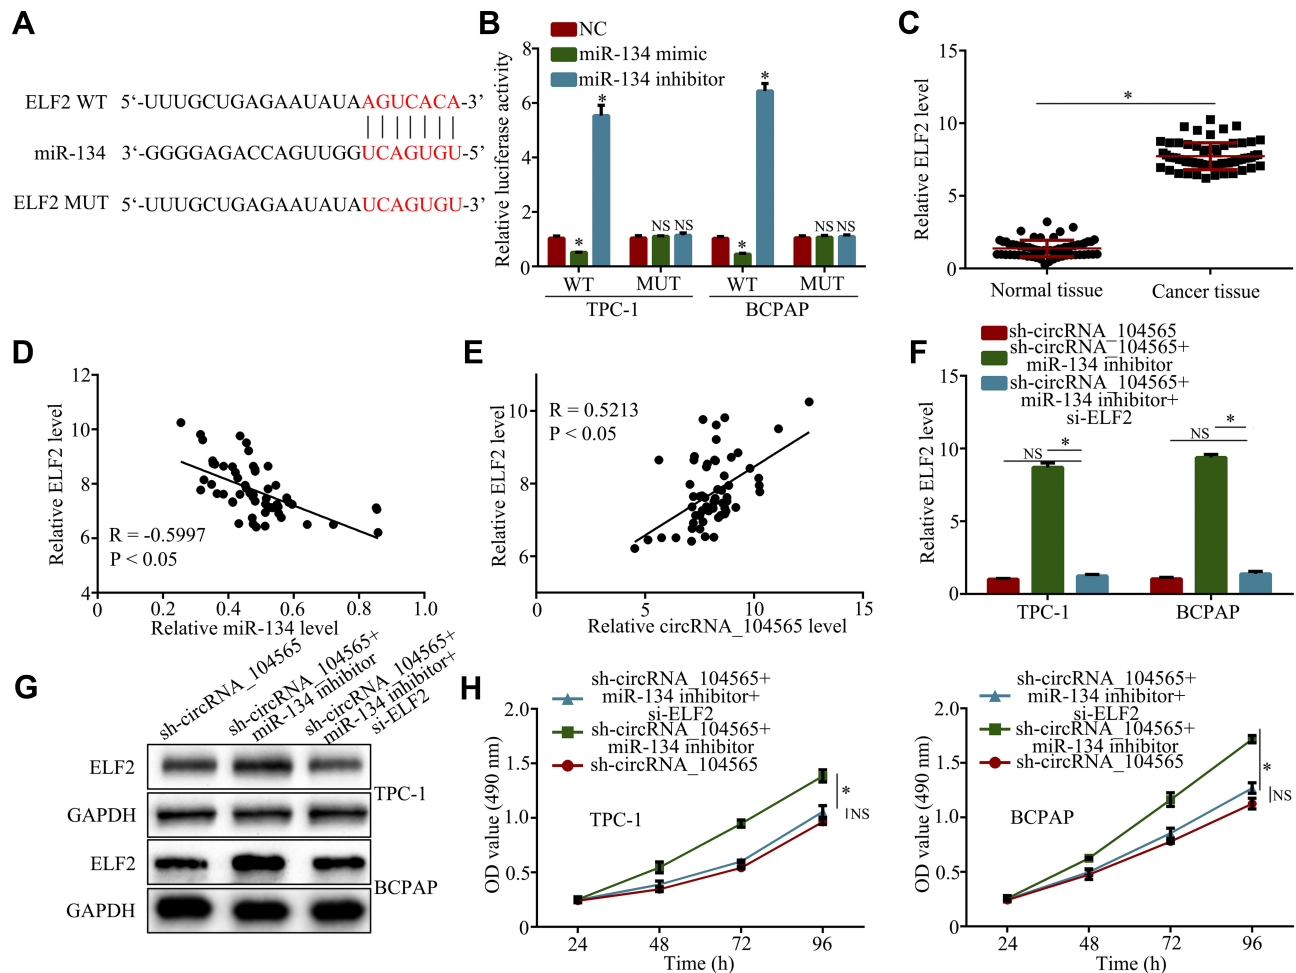 A
ELF2 WT 5‘-UUUGCUGAGAAUAUAAGUCACA-3’
miR-134 3‘-GGGGAGACCAGUUGGUCAGUGU-5’
ELF2 MUT 5‘-UUUGCUGAGAAUAUAUCAGUGU-3’
B
NC
miR-134 mimic
miR-134 inhibitor
Relative luciferase activity
8
6
4
2
0
*
*
NS NS
*
*
NS NS
WT MUT WT MUT
TPC-1 BCPAP
C
Relative ELF2 level
15
10
5
0
*
Normal tissue Cancer tissue
D
Relative ELF2 level
12
10
8
6
4
R = -0.5997
P < 0.05
0 0.2 0.4 0.6 0.8 1.0
Relative miR-134 level
E
Relative ELF2 level
10
8
6
R = 0.5213
P < 0.05
0 5 10 15
Relative circRNA_104565 level
F
sh-circRNA_104565
sh-circRNA_104565+
miR-134 inhibitor
sh-circRNA_104565+
miR-134 inhibitor+
si-ELF2
Relative ELF2 level
15
10
5
0
NS *
NS *
TPC-1 BCPAP
G
sh-circRNA_104565
sh-circRNA_104565+
miR-134 inhibitor
sh-circRNA_104565+
miR-134 inhibitor+
si-ELF2
ELF2
GAPDH
TPC-1
ELF2
GAPDH
BCPAP
H
sh-circRNA_104565+
miR-134 inhibitor+
si-ELF2
sh-circRNA_104565+
miR-134 inhibitor
sh-circRNA_104565
OD value (490 nm)
2.0
1.5
1.0
0.5
0
TPC-1
*
NS
24 48 72 96
Time (h)
sh-circRNA_104565+
miR-134 inhibitor+
si-ELF2
sh-circRNA_104565+
miR-134 inhibitor
sh-circRNA_104565
OD value (490 nm)
2.0
1.5
1.0
0.5
0
BCPAP
*
NS
24 48 72 96
Time (h)